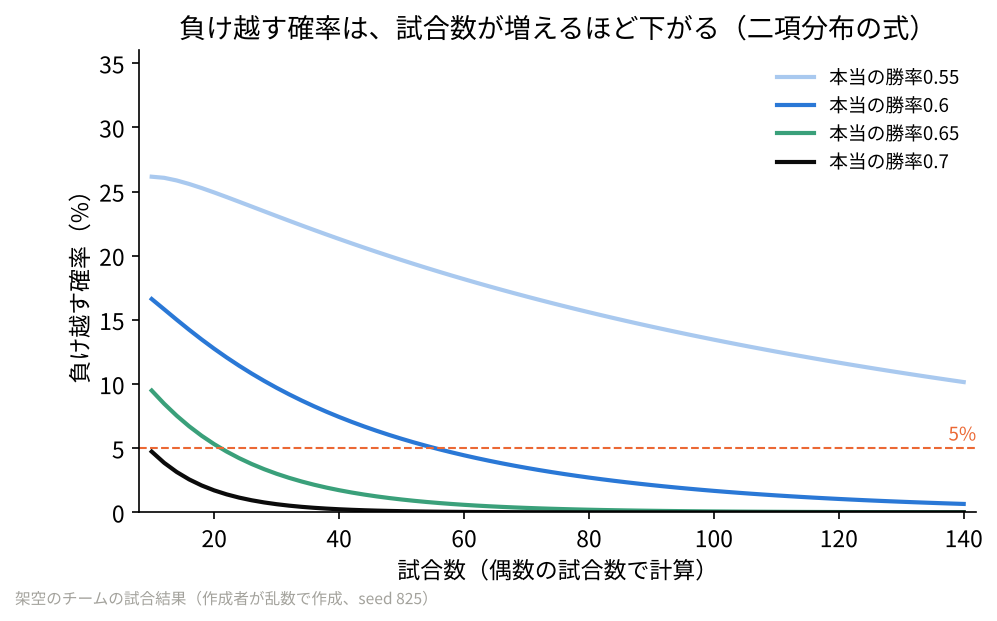 負け越す確率は、試合数が増えるほど下がる（二項分布の式）
負け越す確率（%）
35
30
25
20
15
10
5
0
本当の勝率0.55
本当の勝率0.6
本当の勝率0.65
本当の勝率0.7
5%
20 40 60 80 100 120 140
試合数（偶数の試合数で計算）
架空のチームの試合結果（作成者が乱数で作成、seed 825）